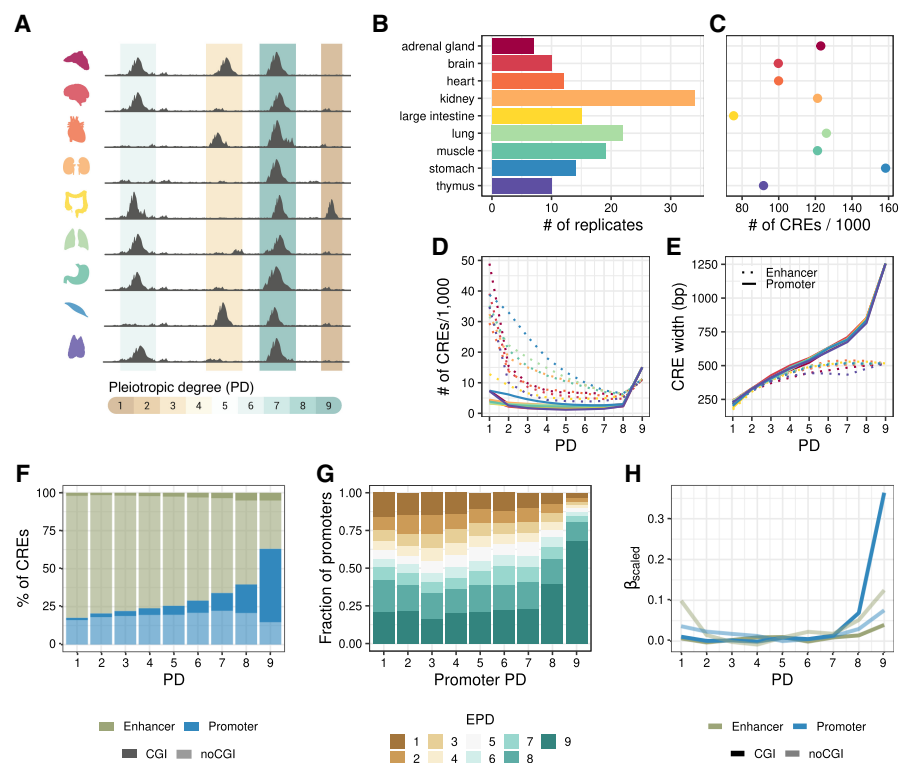 A
Pleiotropic degree (PD)
1 2 3 4 5 6 7 8 9
B
adrenal gland
brain
heart
kidney
large intestine
lung
muscle
stomach
thymus
0 10 20 30
# of replicates
C
80 120 160
# of CREs / 1000
D
# of CREs/1,000
50
40
30
20
10
0
1 2 3 4 5 6 7 8 9
PD
E
CRE width (bp)
1250
1000
750
500
250
Enhancer
Promoter
1 2 3 4 5 6 7 8 9
PD
F
% of CREs
100
75
50
25
0
1 2 3 4 5 6 7 8 9
PD
Enhancer Promoter
CGI noCGI
G
Fraction of promoters
1.00
0.75
0.50
0.25
0.00
1 2 3 4 5 6 7 8 9
Promoter PD
EPD
1 3 5 7 9
2 4 6 8
H
βscaled
0.3
0.2
0.1
0.0
1 2 3 4 5 6 7 8 9
PD
Enhancer Promoter
CGI noCGI